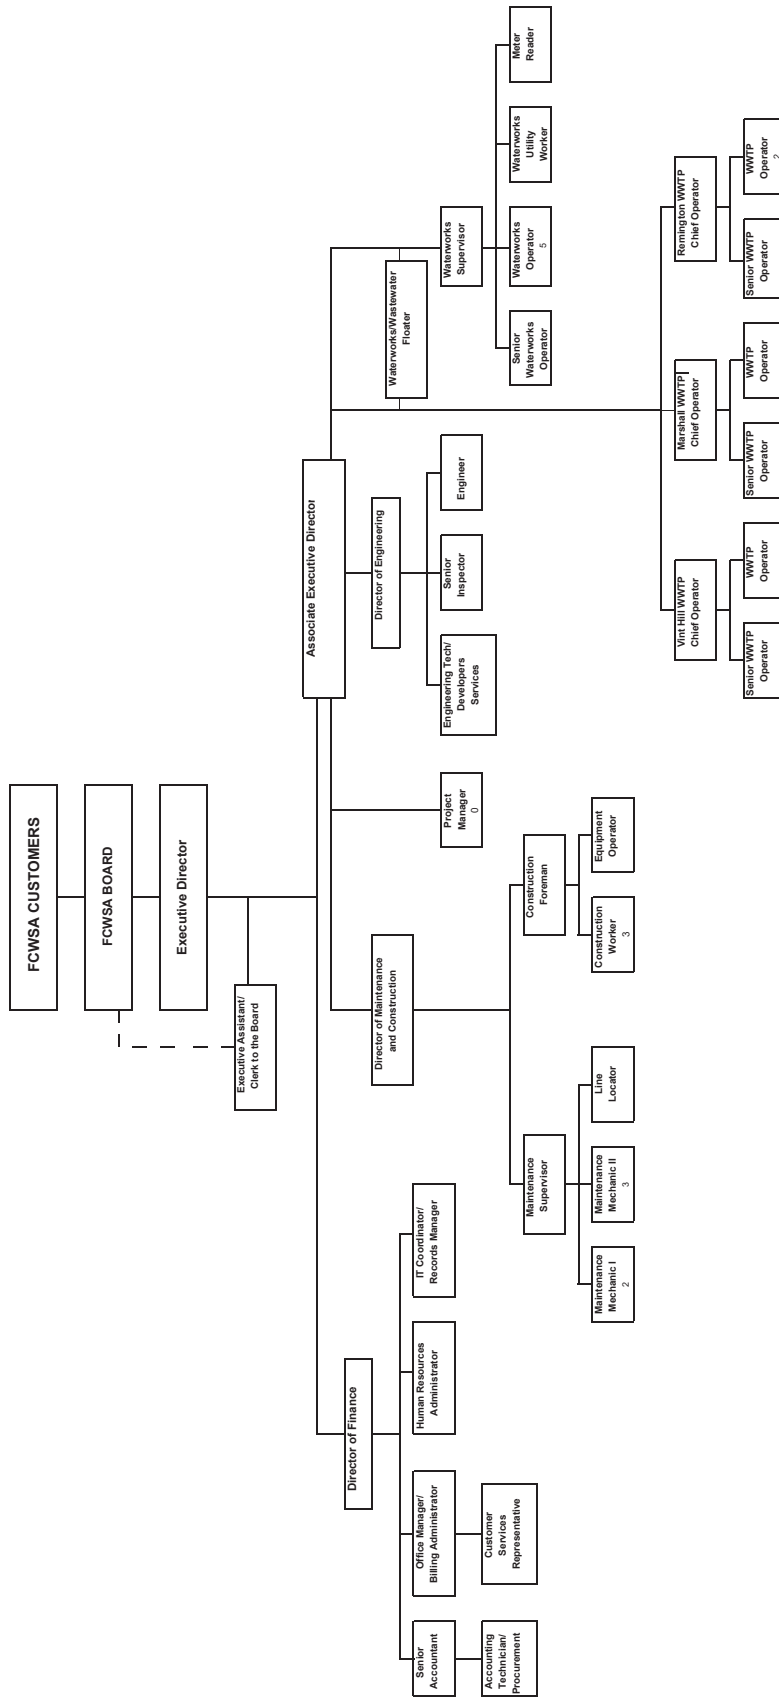 FCWSA CUSTOMERS
FCWSA BOARD
Executive Director
Executive Assistant/
Clerk to the Board
Director of Finance
Associate Executive Director
Senior
Accountant
Office Manager/
Billing Administrator
Human Resources
Administrator
IT Coordinator/
Records Manager
Accounting
Technician/
Procurement
Customer
Services
Representative
Director of Maintenance
and Construction
Project
Manager
0
Director of Engineering
Waterworks/Wastewater
Floater
Engineering Tech/
Developers
Services
Senior
Inspector
Engineer
Waterworks
Supervisor
Senior
Waterworks
Operator
Waterworks
Operator
5
Waterworks
Utility
Worker
Meter
Reader
Maintenance
Supervisor
Construction
Foreman
Maintenance
Mechanic I
2
Maintenance
Mechanic II
3
Line
Locator
Construction
Worker
3
Equipment
Operator
Vint Hill WWTP
Chief Operator
Marshall WWTP
Chief Operator
Remington WWTP
Chief Operator
Senior WWTP
Operator
WWTP
Operator
Senior WWTP
Operator
WWTP
Operator
Senior WWTP
Operator
WWTP
Operator
2